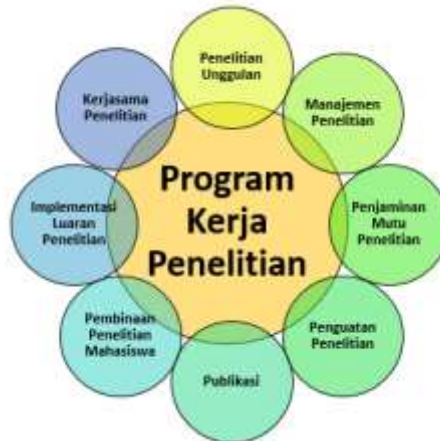 Penelitian
Unggulan
Manajemen
Penelitian
Penjaminan
Mutu
Penelitian
Penguatan
Penelitian
Publikasi
Pembinaan
Penelitian
Mahasiswa
Implementasi
Luaran
Penelitian
Kerjasama
Penelitian
Program
Kerja
Penelitian